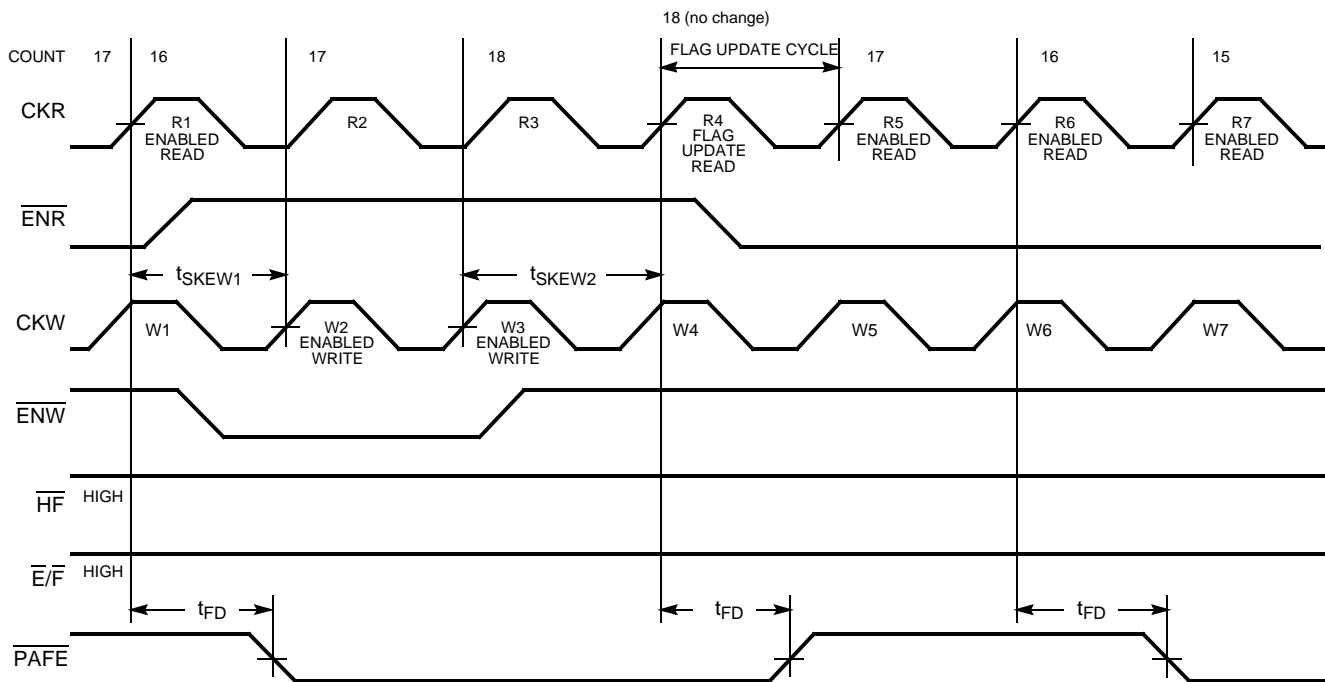 18 (no change)
COUNT 17 16 17 18 FLAG UPDATE CYCLE 17 16 15
CKR
R1 ENABLED READ
R2
R3
R4 FLAG UPDATE READ
R5 ENABLED READ
R6 ENABLED READ
R7 ENABLED READ
ENR
tSKEW1 tSKEW2
CKW
W1
W2 ENABLED WRITE
W3 ENABLED WRITE
W4
W5
W6
W7
ENW
HF HIGH
E/F HIGH
tFD tFD tFD
PAFE